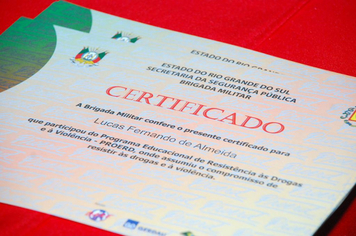 ESTADO DO RIO GRANDE
ESTADO DO RIO GRANDE DO SUL
SECRETARIA DA SEGURANÇA PÚBLICA
BRIGADA MILITAR
CERTIFICADO
A Brigada Militar confere o presente certificado para
Lucas Fernando de Almeida
que participou do Programa Educacional de Resistência às Drogas
e à Violência - PROERD, onde assumiu o compromisso de
resistir às drogas e à violência.
GERDAU